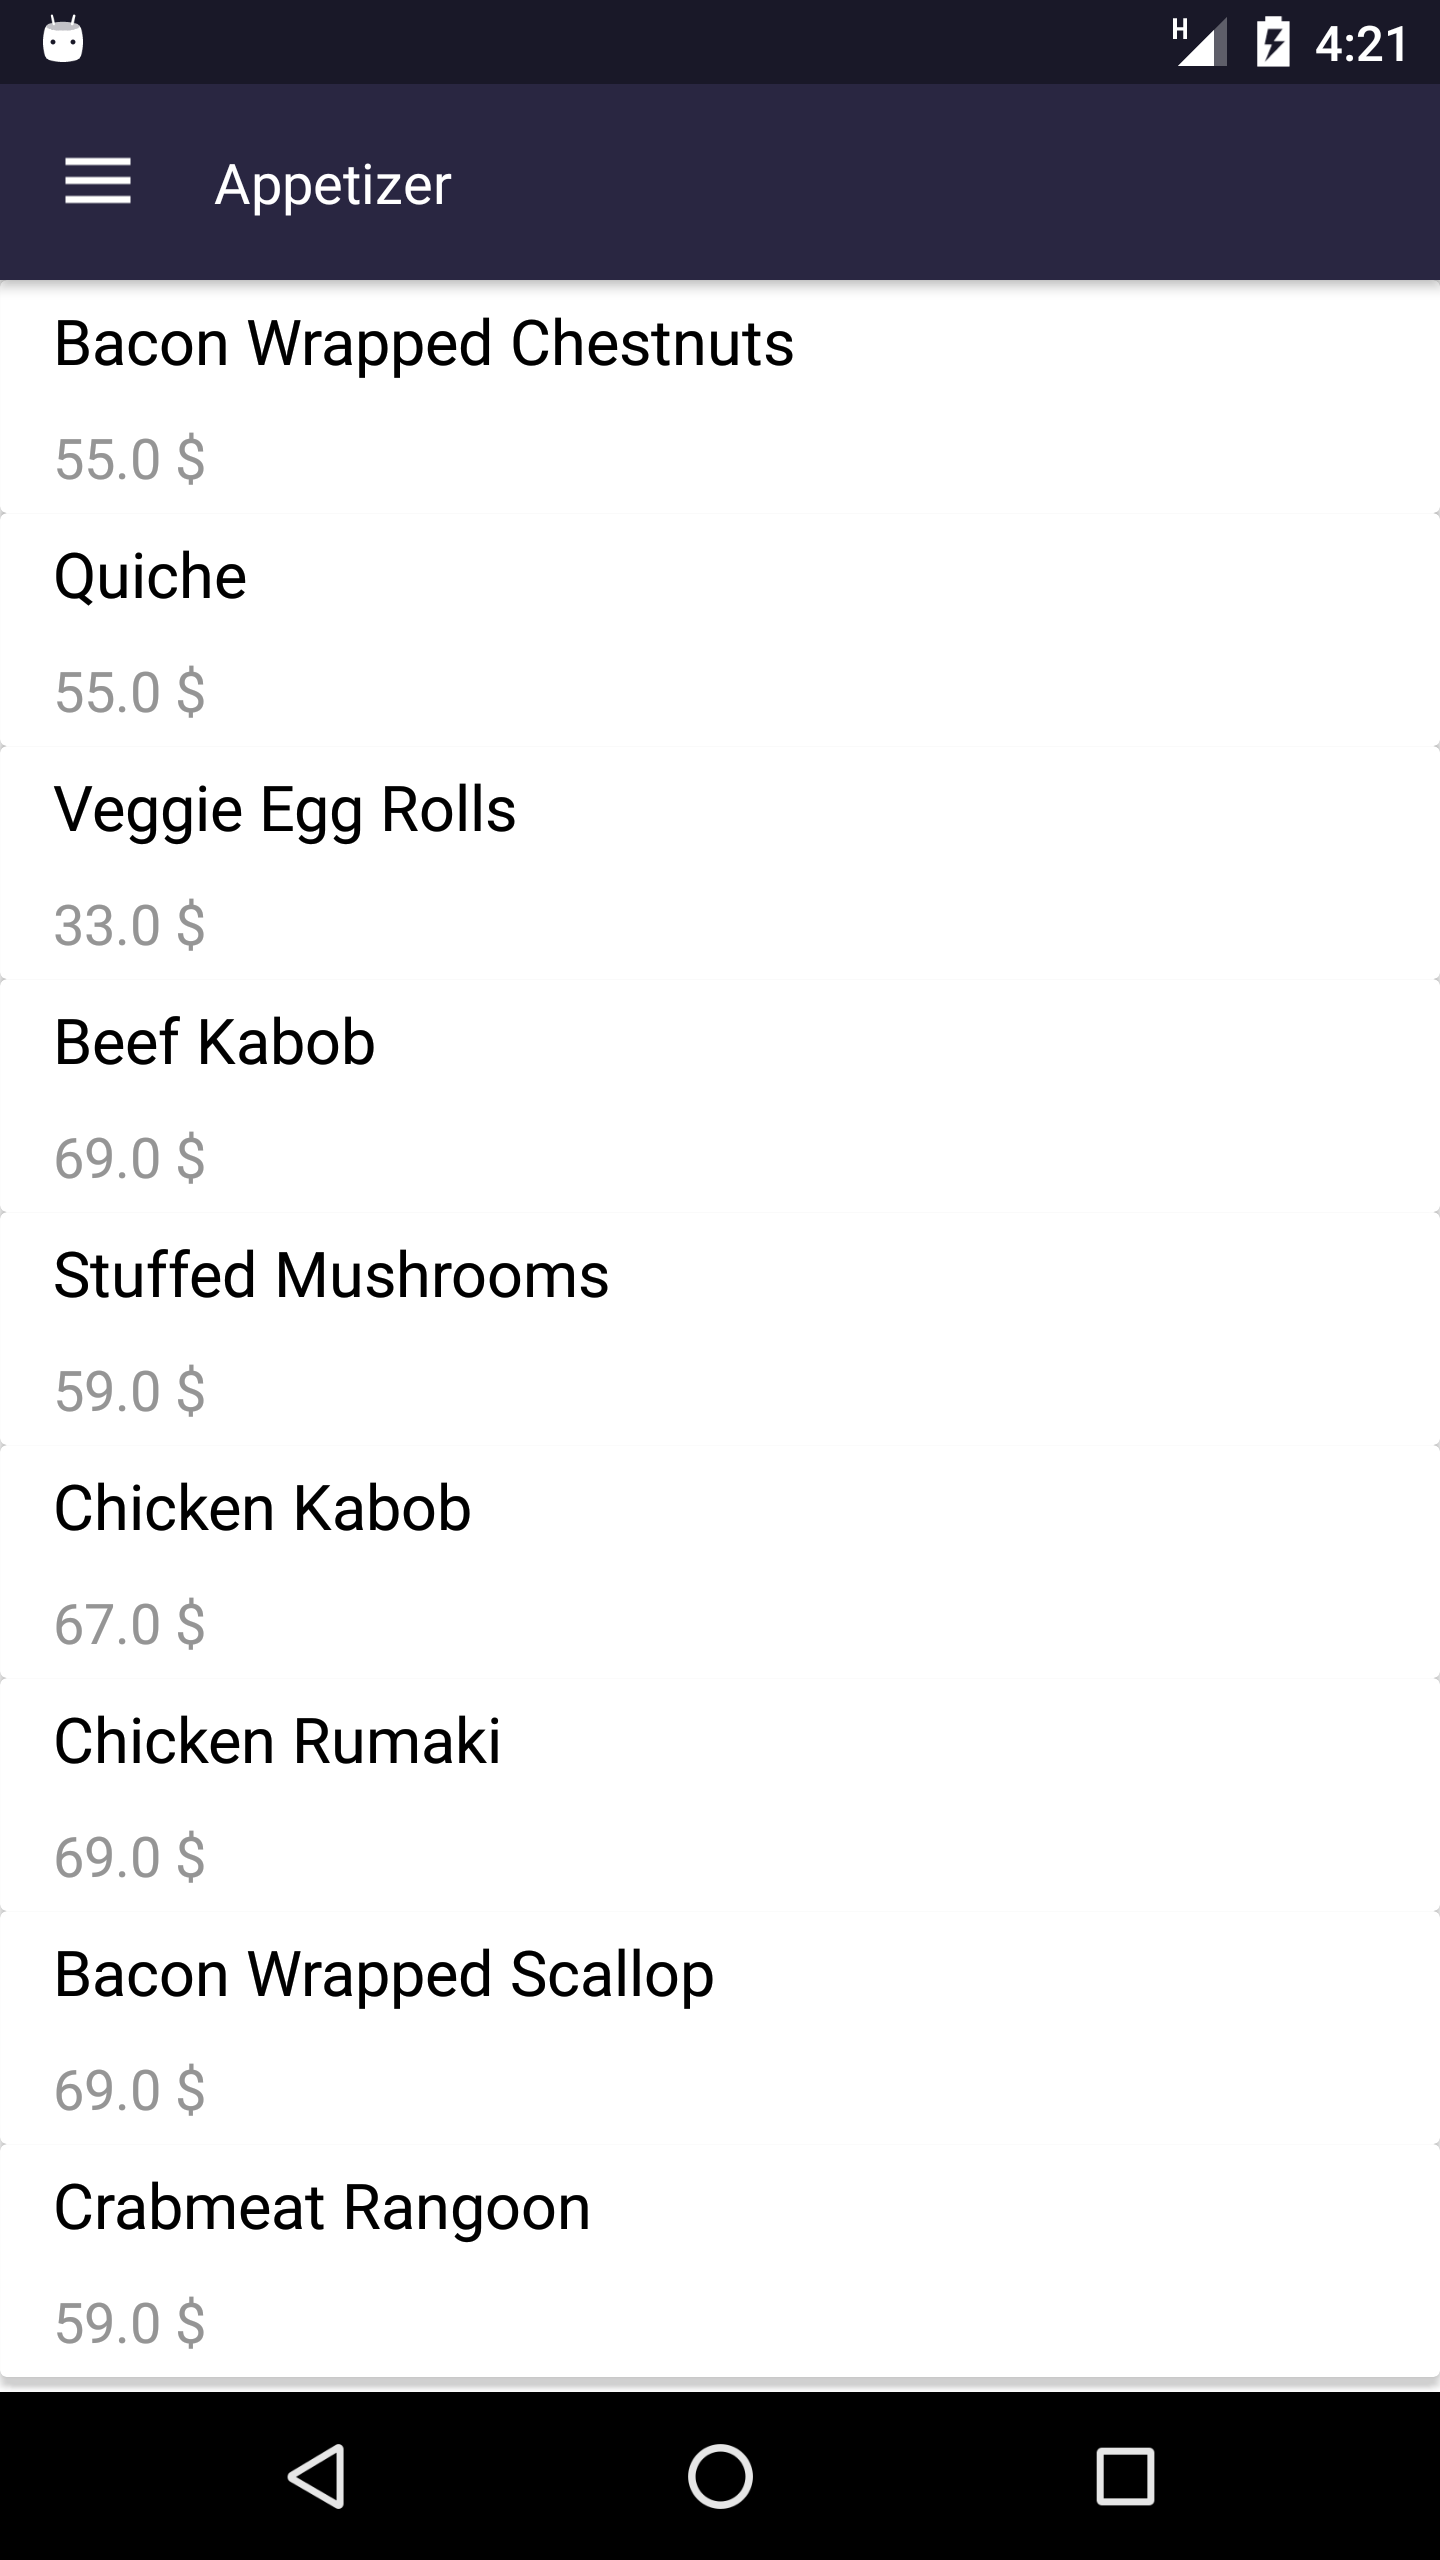 H 4:21
Appetizer
Bacon Wrapped Chestnuts
55.0 $
Quiche
55.0 $
Veggie Egg Rolls
33.0 $
Beef Kabob
69.0 $
Stuffed Mushrooms
59.0 $
Chicken Kabob
67.0 $
Chicken Rumaki
69.0 $
Bacon Wrapped Scallop
69.0 $
Crabmeat Rangoon
59.0 $